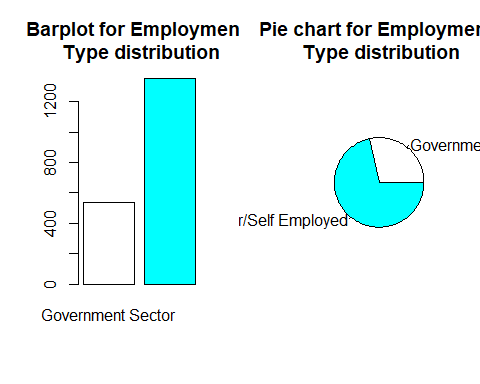 Barplot for Employmen
Type distribution
0
400
800
1200
Government Sector
Pie chart for Employmen
Type distribution
Governme
r/Self Employed